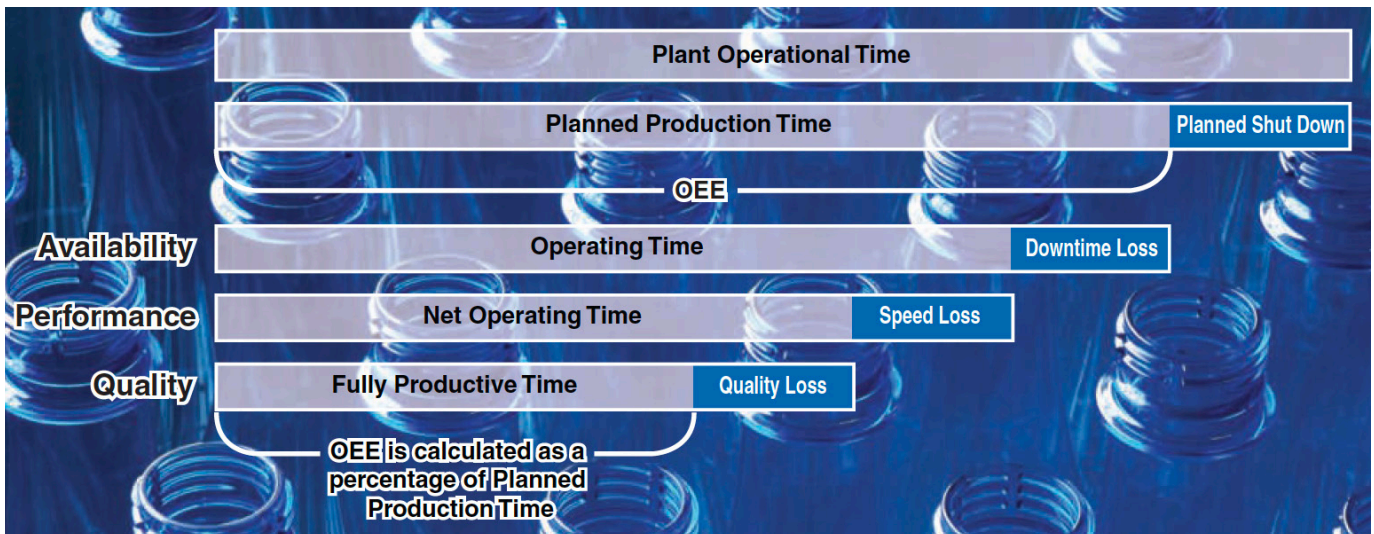 Plant Operational Time
Planned Production Time
Planned Shut Down
OEE
Availability
Operating Time
Downtime Loss
Performance
Net Operating Time
Speed Loss
Quality
Fully Productive Time
Quality Loss
OEE is calculated as a
percentage of Planned
Production Time